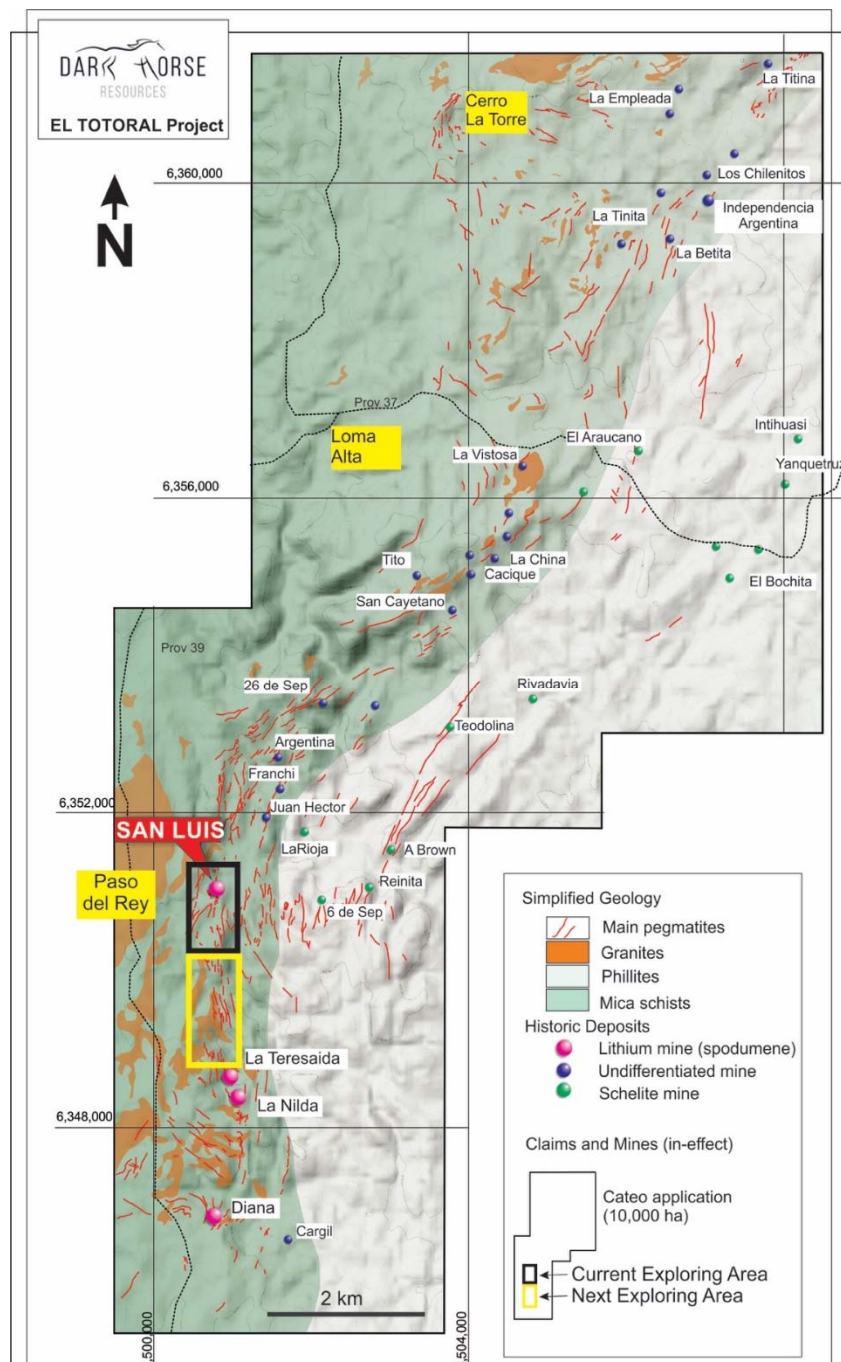 DARK HORSE
RESOURCES
EL TOTORAL Project
N
Cerro
La Torre
La Titina
La Empleada
6,360,000
Los Chilenitos
Independencia
Argentina
La Tinita
La Betita
Prov 37
Loma
Alta
El Araucano
Intihuasi
La Vistosa
Yanquetruz
6,356,000
Tito
La China
Cacique
El Bochita
San Cayetano
Prov 39
26 de Sep
Rivadavia
Teodolina
Argentina
Franchi
6,352,000
Juan Hector
SAN LUIS
LaRioja
A Brown
Paso
del Rey
Reinita
6 de Sep
La Teresaida
La Nilda
6,348,000
Diana
Cargil
2 km
,500,000
,504,000
Simplified Geology
Main pegmatites
Granites
Phillites
Mica schists
Historic Deposits
Lithium mine (spodumene)
Undifferentiated mine
Schelite mine
Claims and Mines (in-effect)
Cateo application
(10,000 ha)
Current Exploring Area
Next Exploring Area